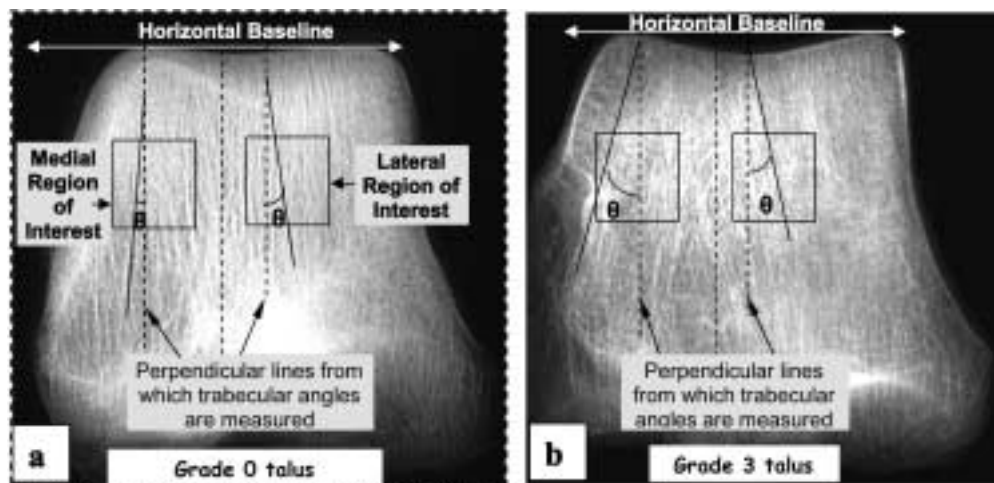 Horizontal Baseline
Medial
Region
of
Interest
θ
θ
Lateral
Region of
Interest
Perpendicular lines from
which trabecular angles
are measured
a
Grade 0 talus
Horizontal Baseline
θ
θ
Perpendicular lines
from which trabecular
angles are measured
b
Grade 3 talus